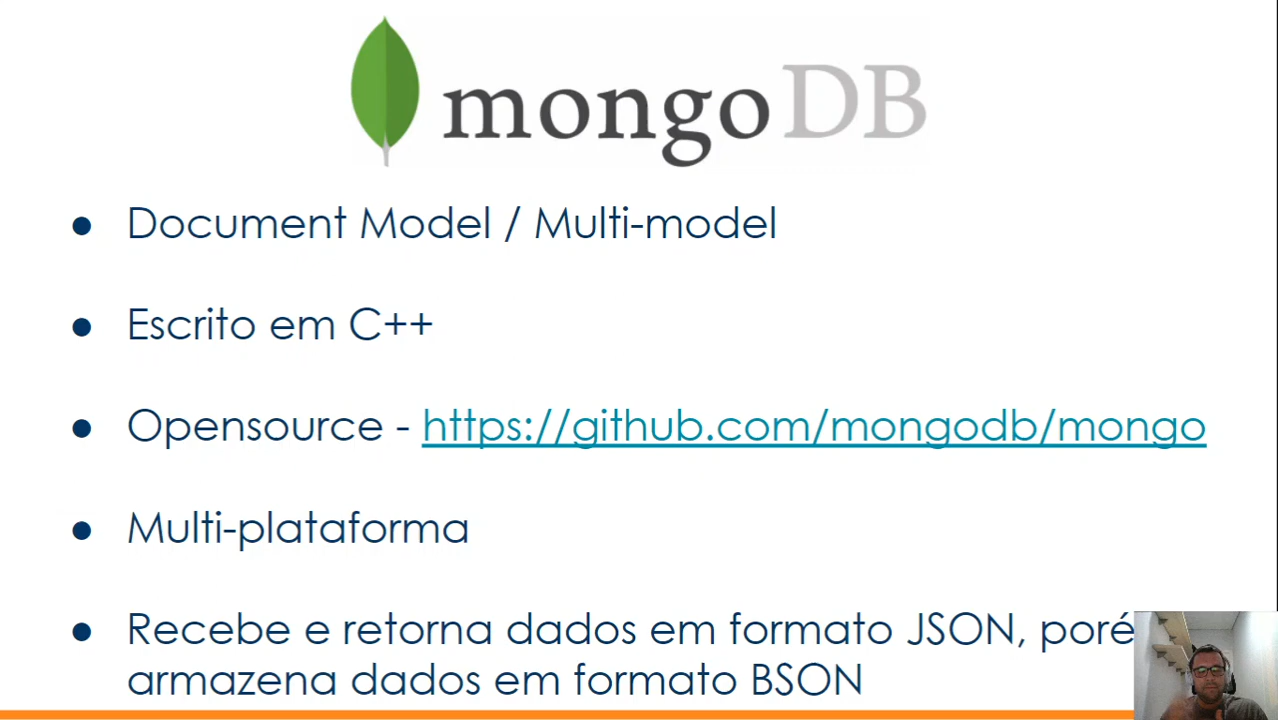 mongoDB
● Document Model / Multi-model
● Escrito em C++
● Opensource - https://github.com/mongodb/mongo
● Multi-plataforma
● Recebe e retorna dados em formato JSON, poré
armazena dados em formato BSON